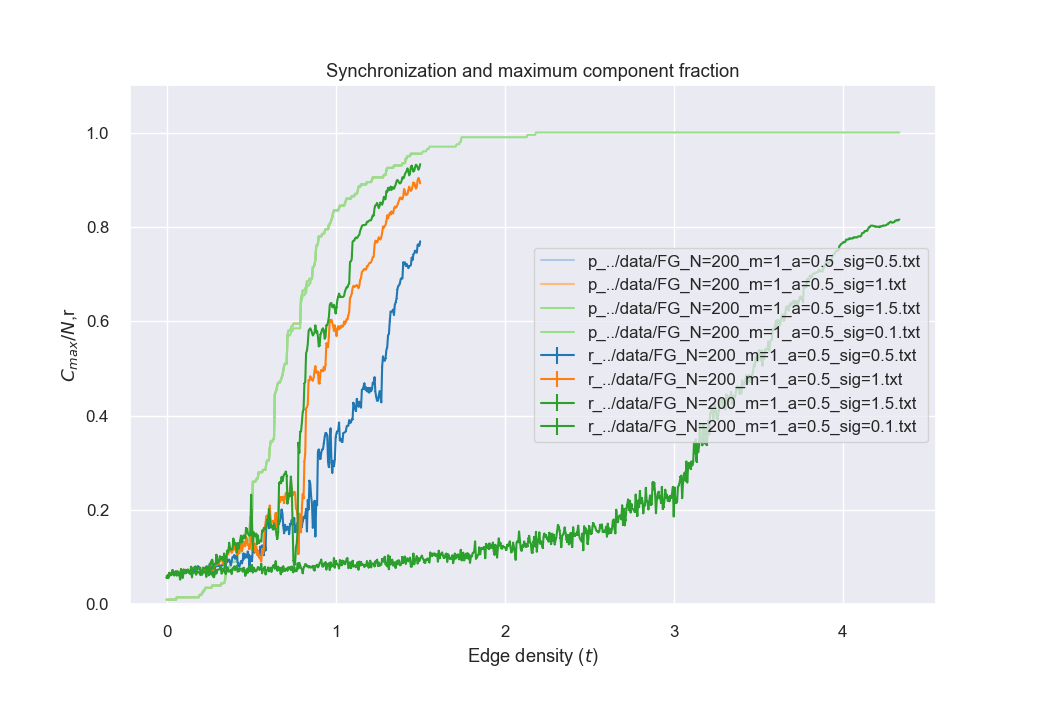 Synchronization and maximum component fraction
1.0
0.8
0.6
0.4
0.2
0.0
C_{max}/N,r
p_../data/FG_N=200_m=1_a=0.5_sig=0.5.txt
p_../data/FG_N=200_m=1_a=0.5_sig=1.txt
p_../data/FG_N=200_m=1_a=0.5_sig=1.5.txt
p_../data/FG_N=200_m=1_a=0.5_sig=0.1.txt
r_../data/FG_N=200_m=1_a=0.5_sig=0.5.txt
r_../data/FG_N=200_m=1_a=0.5_sig=1.txt
r_../data/FG_N=200_m=1_a=0.5_sig=1.5.txt
r_../data/FG_N=200_m=1_a=0.5_sig=0.1.txt
0 1 2 3 4
Edge density (t)